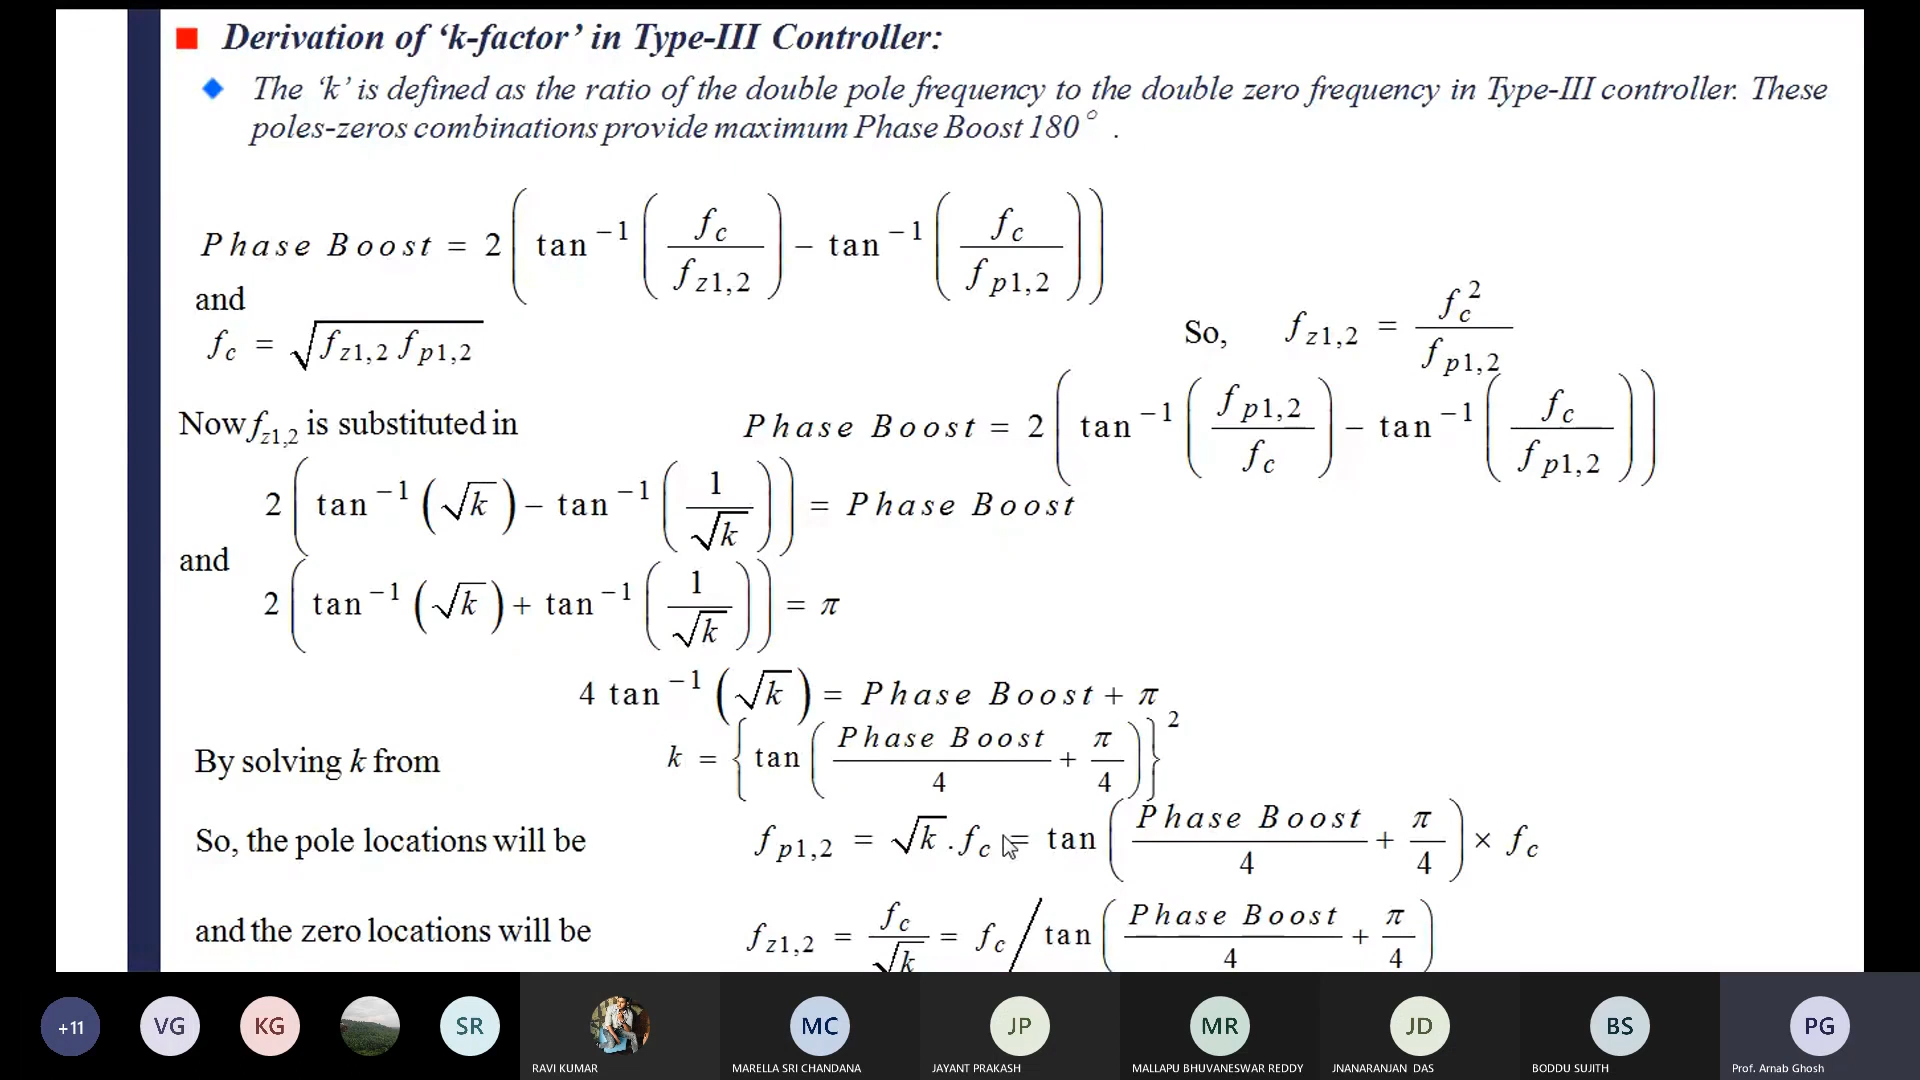 Derivation of ‘k-factor’ in Type-III Controller:
The ‘k’ is defined as the ratio of the double pole frequency to the double zero frequency in Type-III controller. These
poles-zeros combinations provide maximum Phase Boost 180° .
Phase Boost = 2(tan⁻¹(f_c / f_z1,2) − tan⁻¹(f_c / f_p1,2))
and
f_c = √(f_z1,2 f_p1,2)
So, f_z1,2 = f_c² / f_p1,2
Now f_z1,2 is substituted in Phase Boost = 2(tan⁻¹(f_p1,2 / f_c) − tan⁻¹(f_c / f_p1,2))
2(tan⁻¹(√k) − tan⁻¹(1/√k)) = Phase Boost
and
2(tan⁻¹(√k) + tan⁻¹(1/√k)) = π
4 tan⁻¹(√k) = Phase Boost + π
By solving k from k = {tan(Phase Boost / 4 + π/4)}²
So, the pole locations will be f_p1,2 = √k . f_c = tan(Phase Boost / 4 + π/4) × f_c
and the zero locations will be f_z1,2 = f_c / √k = f_c / tan(Phase Boost / 4 + π/4)
+11 VG KG SR MC JP MR JD BS PG
RAVI KUMAR MARELLA SRI CHANDANA JAYANT PRAKASH MALLAPU BHUVANESWAR REDDY JNANARANJAN DAS BODDU SUJITH Prof. Arnab Ghosh